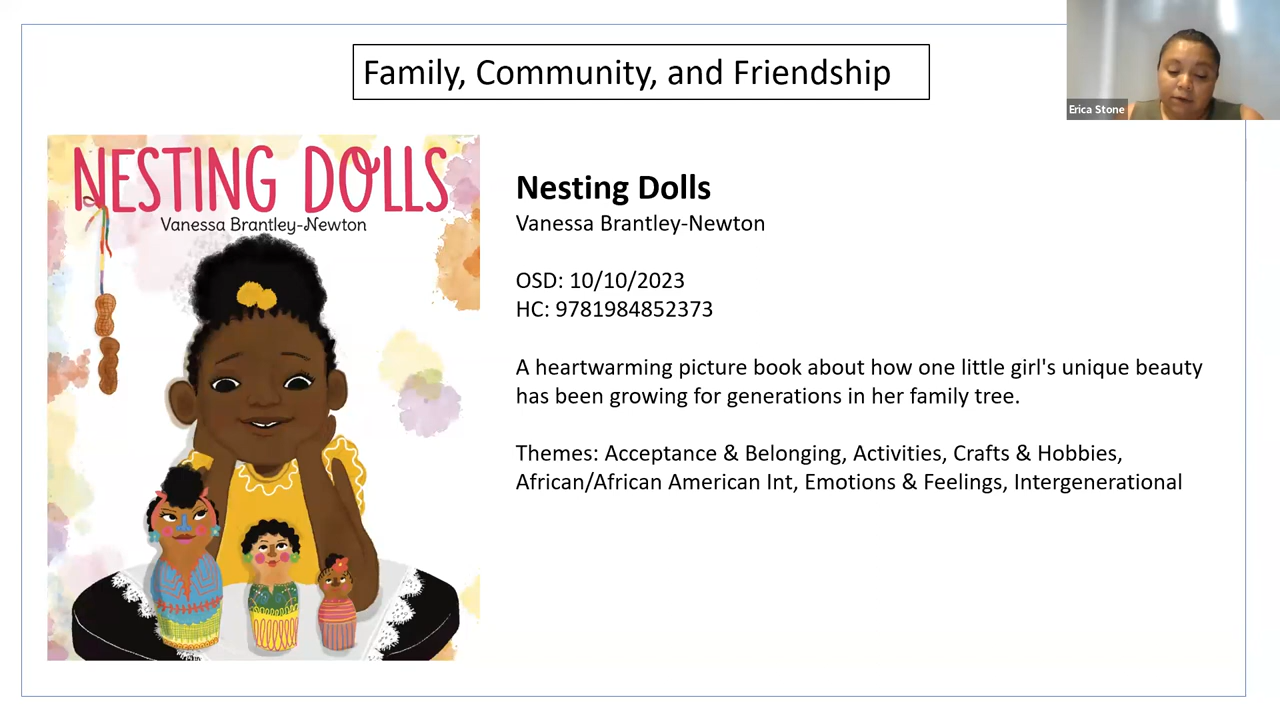 Family, Community, and Friendship
Erica Stone
NESTING DOLLS
Vanessa Brantley-Newton
Nesting Dolls
Vanessa Brantley-Newton
OSD: 10/10/2023
HC: 9781984852373
A heartwarming picture book about how one little girl's unique beauty
has been growing for generations in her family tree.
Themes: Acceptance & Belonging, Activities, Crafts & Hobbies,
African/African American Int, Emotions & Feelings, Intergenerational